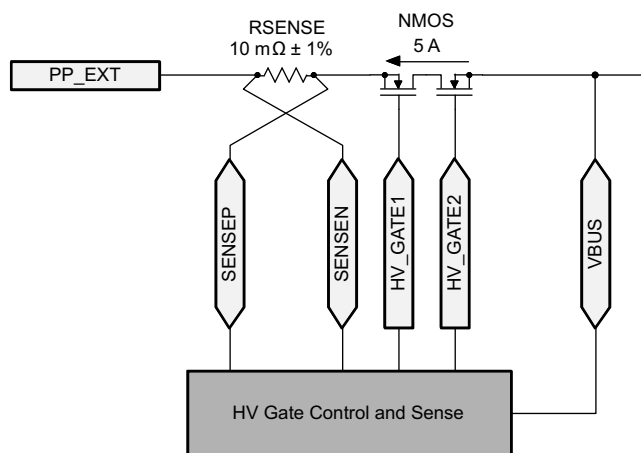 RSENSE
10 mΩ ± 1%
NMOS
5 A
PP_EXT
SENSEP
SENSEN
HV_GATE1
HV_GATE2
VBUS
HV Gate Control and Sense